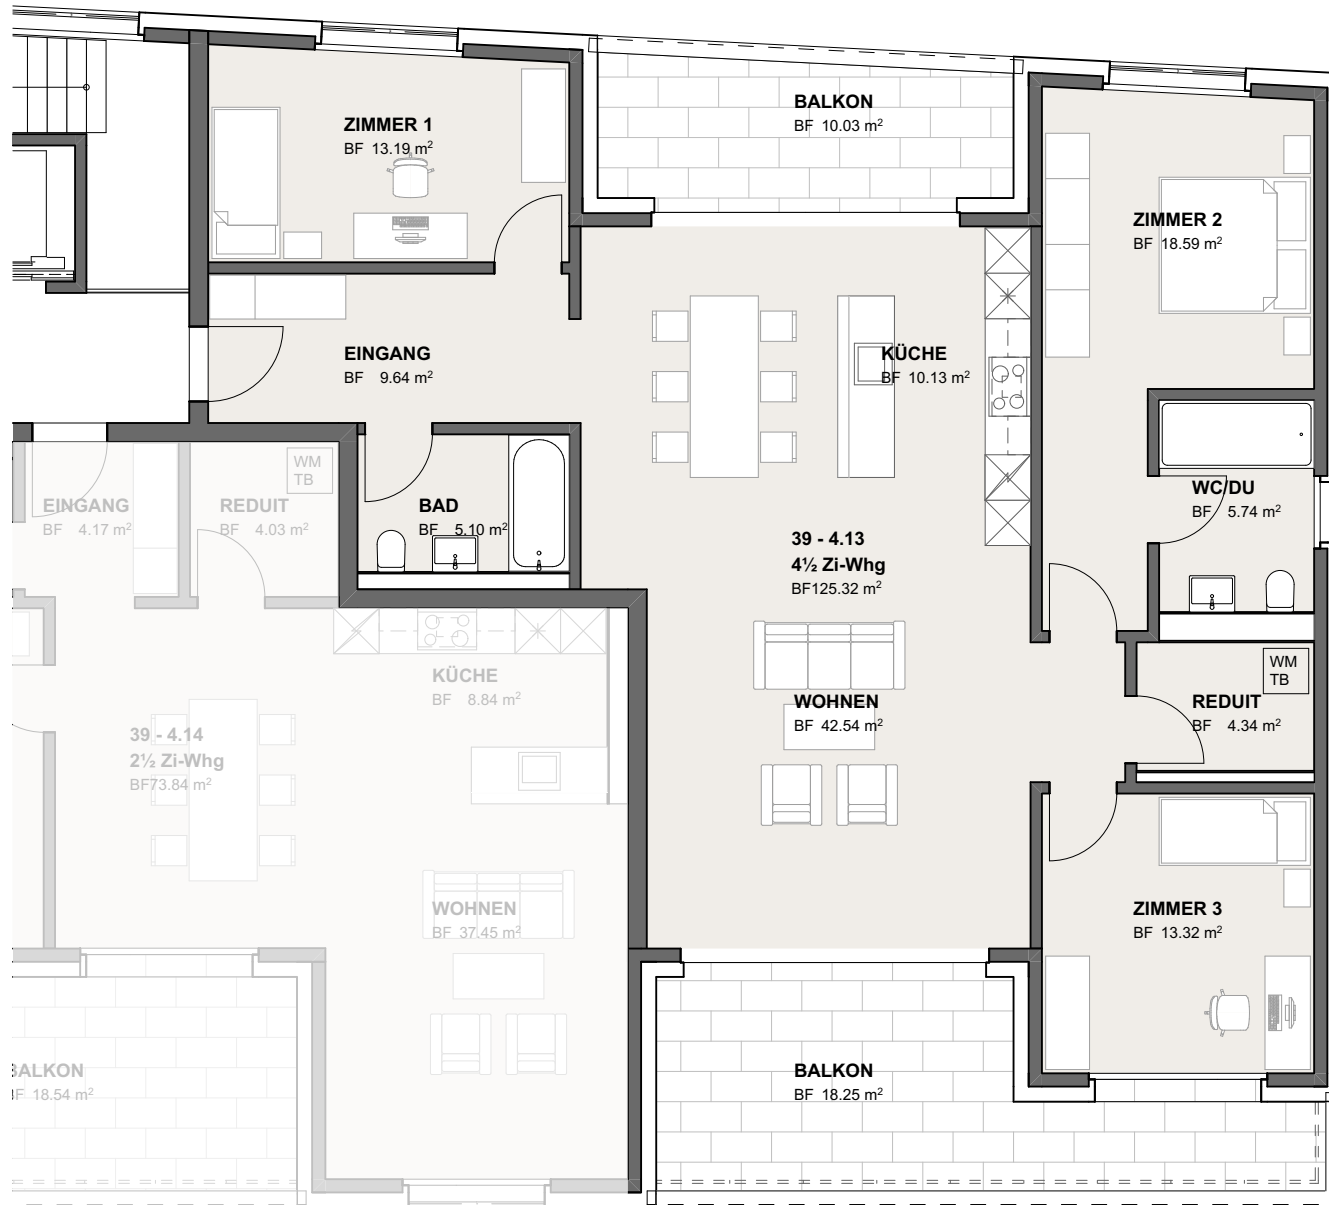 BALKON
BF 10.03 m²
ZIMMER 1
BF 13.19 m²
ZIMMER 2
BF 18.59 m²
EINGANG
BF 9.64 m²
KÜCHE
BF 10.13 m²
WM
TB
EINGANG
BF 4.17 m²
REDUIT
BF 4.03 m²
BAD
BF 5.10 m²
WC/DU
BF 5.74 m²
39 - 4.13
4½ Zi-Whg
BF125.32 m²
KÜCHE
BF 8.84 m²
WM
TB
WOHNEN
BF 42.54 m²
REDUIT
BF 4.34 m²
39 - 4.14
2½ Zi-Whg
BF73.84 m²
WOHNEN
BF 37.45 m²
ZIMMER 3
BF 13.32 m²
BALKON
BF 18.54 m²
BALKON
BF 18.25 m²